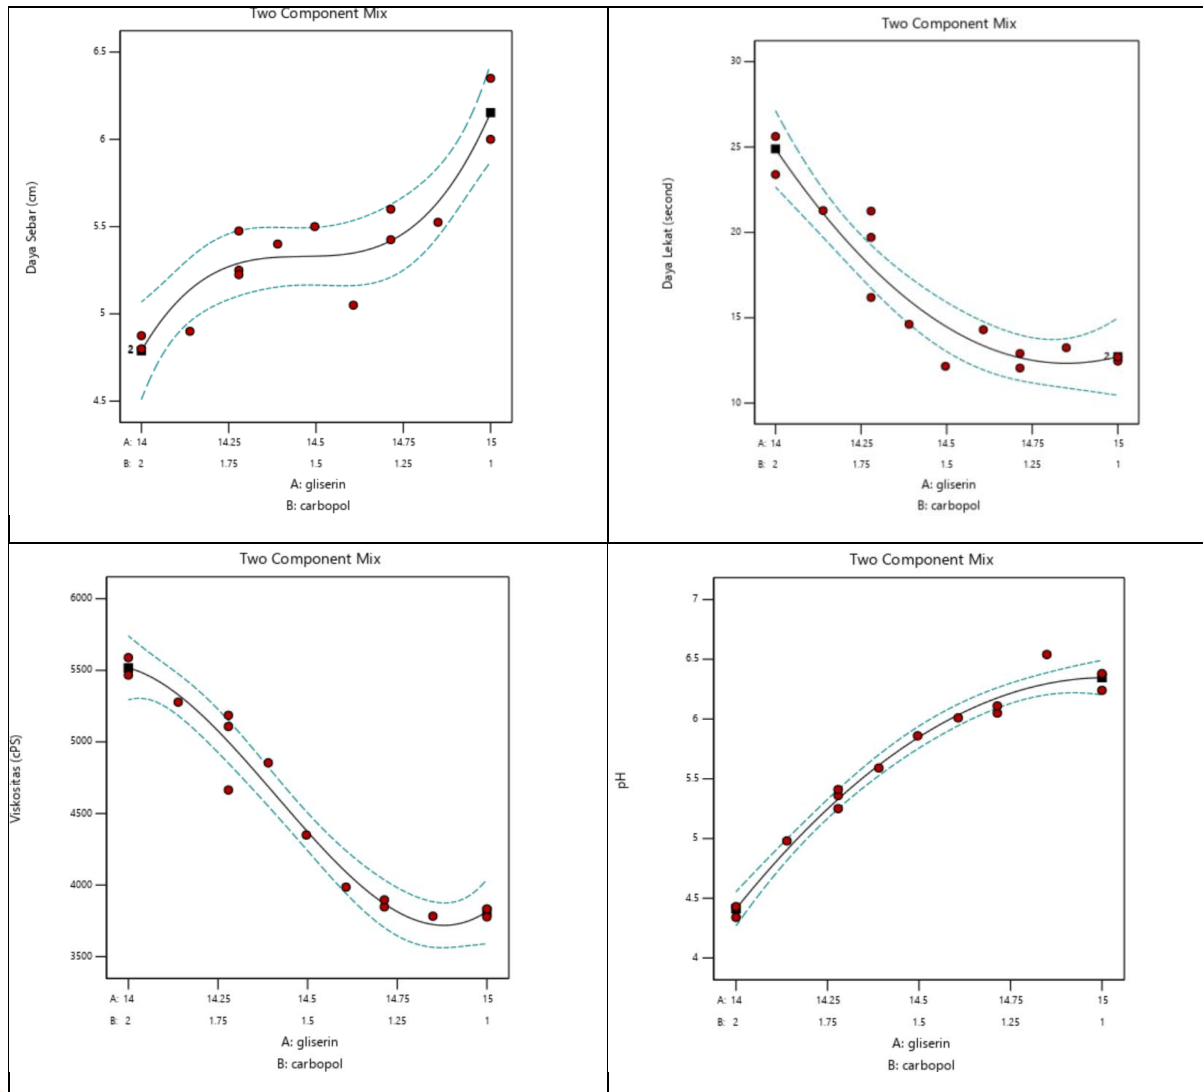 Two Component Mix
6.5
6
5.5
5
4.5
Daya Sebar (cm)
2
A: 14 14.25 14.5 14.75 15
B: 2 1.75 1.5 1.25 1
A: gliserin
B: carbopol
Two Component Mix
30
25
20
15
10
Daya Lekat (second)
2
A: 14 14.25 14.5 14.75 15
B: 2 1.75 1.5 1.25 1
A: gliserin
B: carbopol
Two Component Mix
6000
5500
5000
4500
4000
3500
Viskositas (cPS)
A: 14 14.25 14.5 14.75 15
B: 2 1.75 1.5 1.25 1
A: gliserin
B: carbopol
Two Component Mix
7
6.5
6
5.5
5
4.5
4
pH
A: 14 14.25 14.5 14.75 15
B: 2 1.75 1.5 1.25 1
A: gliserin
B: carbopol